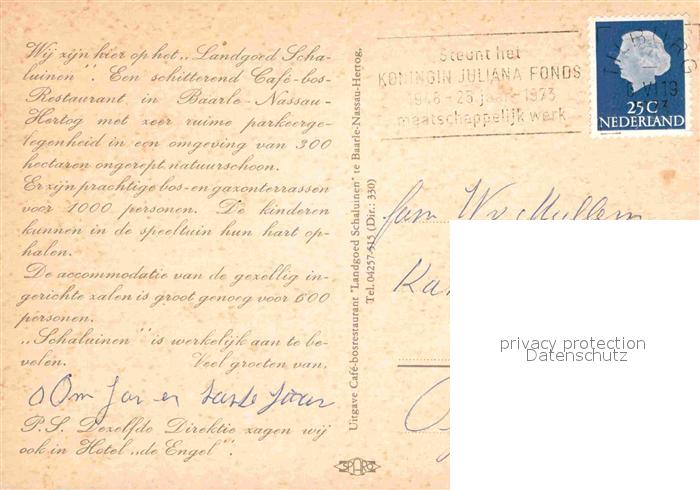 Wij zijn hier op het „Landgoed Scha-
luinen". Een schitterend Café-bos-
Restaurant in Baarle-Nassau-
Hertog met zeer ruime parkeerge-
legenheid in een omgeving van 300
hectaren ongerept natuurschoon.
Er zijn prachtige bos- en gazonterrassen
voor 1000 personen. De kinderen
kunnen in de speeltuin hun hart op-
halen.
De accommodatie van de gezellig in-
gerichte zalen is groot genoeg voor 600
personen.
„Schaluinen" is werkelijk aan te be-
velen. Veel groeten van,
Om Jan en tante
P.S. Dezelfde Direktie zagen wij
ook in Hotel „de Engel".
Uitgave Café-bosrestaurant "Landgoed Schaluinen" te Baarle-Nassau-Hertog,
Tel. 04257-515 (Dir.: 330)
SPARO
Steunt het
KONINGIN JULIANA FONDS
1948 - 25 jaar - 1973
maatschappelijk werk
TILBURG
25 C
NEDERLAND
Fam W v Mullem
privacy protection
Datenschutz